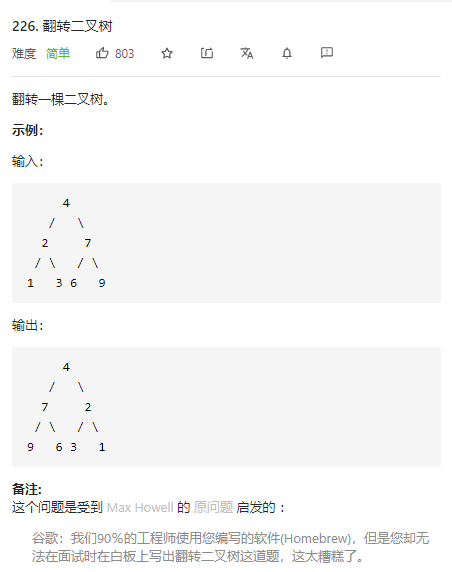 226. 翻转二叉树
难度 简单 803
翻转一棵二叉树。
示例：
输入：
4
/ \
2 7
/ \ / \
1 3 6 9
输出：
4
/ \
7 2
/ \ / \
9 6 3 1
备注:
这个问题是受到 Max Howell 的 原问题 启发的 ：
谷歌：我们90％的工程师使用您编写的软件(Homebrew)，但是您却无
法在面试时在白板上写出翻转二叉树这道题，这太糟糕了。